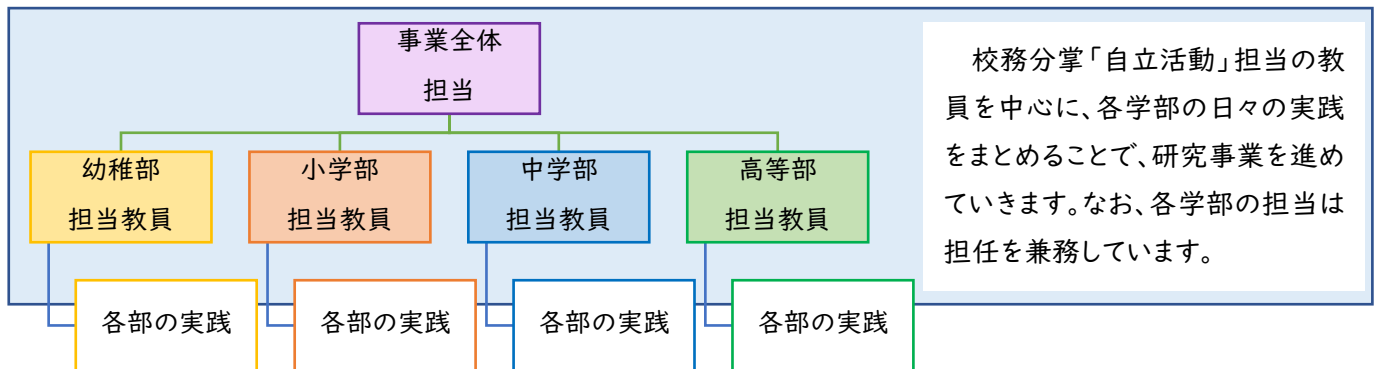 事業全体
担当
幼稚部
担当教員
小学部
担当教員
中学部
担当教員
高等部
担当教員
各部の実践
各部の実践
各部の実践
各部の実践
校務分掌「自立活動」担当の教
員を中心に、各学部の日々の実践
をまとめることで、研究事業を進め
ていきます。なお、各学部の担当は
担任を兼務しています。